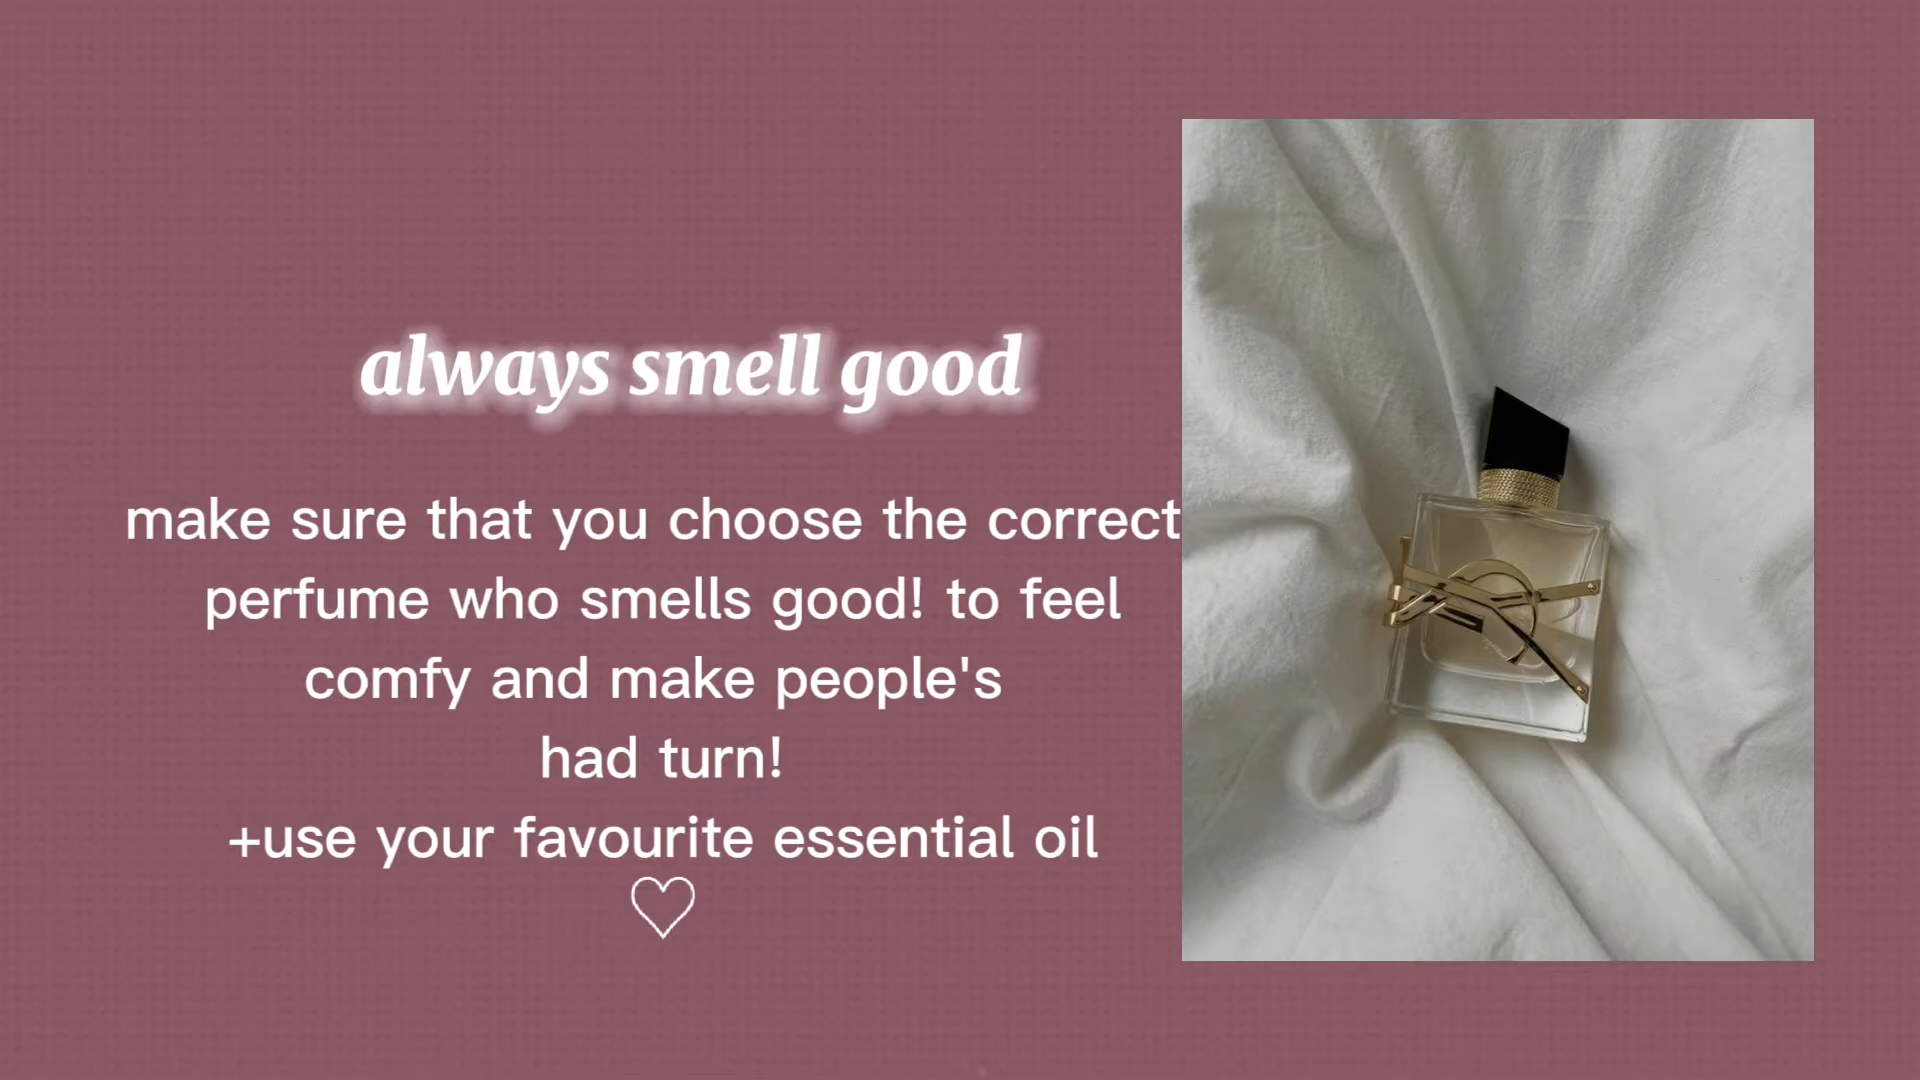 always smell good
make sure that you choose the correct
perfume who smells good! to feel
comfy and make people's
had turn!
+use your favourite essential oil
♡